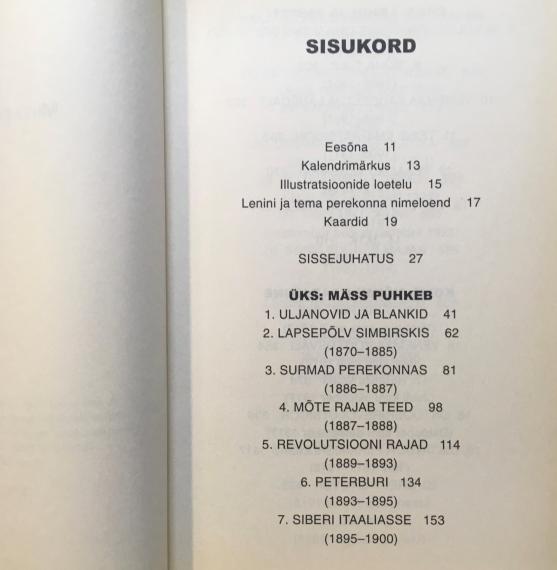 SISUKORD
Eesõna 11
Kalendrimärkus 13
Illustratsioonide loetelu 15
Lenini ja tema perekonna nimeloend 17
Kaardid 19
SISSEJUHATUS 27
ÜKS: MÄSS PUHKEB
1. ULJANOVID JA BLANKID 41
2. LAPSEPÕLV SIMBIRSKIS 62
(1870–1885)
3. SURMAD PEREKONNAS 81
(1886–1887)
4. MÕTE RAJAB TEED 98
(1887–1888)
5. REVOLUTSIOONI RAJAD 114
(1889–1893)
6. PETERBURI 134
(1893–1895)
7. SIBERI ITAALIASSE 153
(1895–1900)